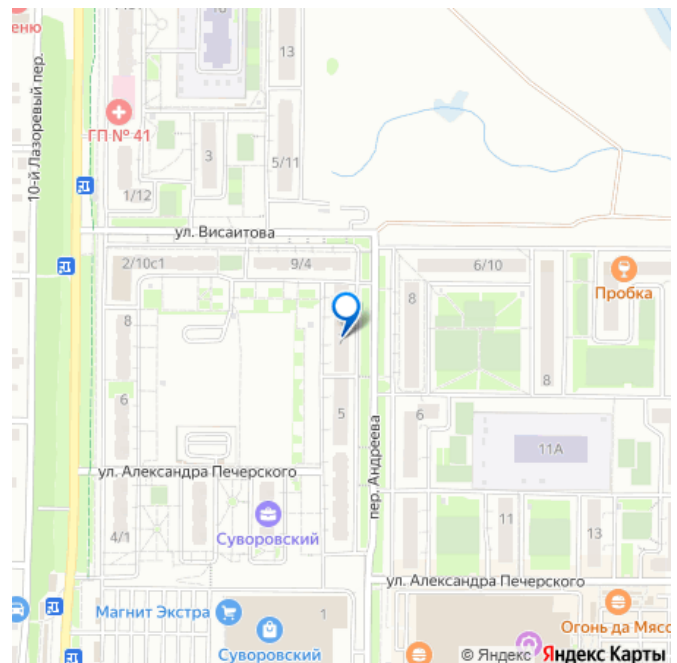 еню
10-й Лазоревый пер.
13
ГП № 41
3
5/11
1/12
ул. Висаитова
2/10с1
9/4
6/10
Пробка
8
8
8
6
5
6
11А
пер. Андреева
ул. Александра Печерского
4/1
Суворовский
11
13
ул. Александра Печерского
Магнит Экстра
1
Огонь да Мясо
Суворовский
© Яндекс Яндекс Карты